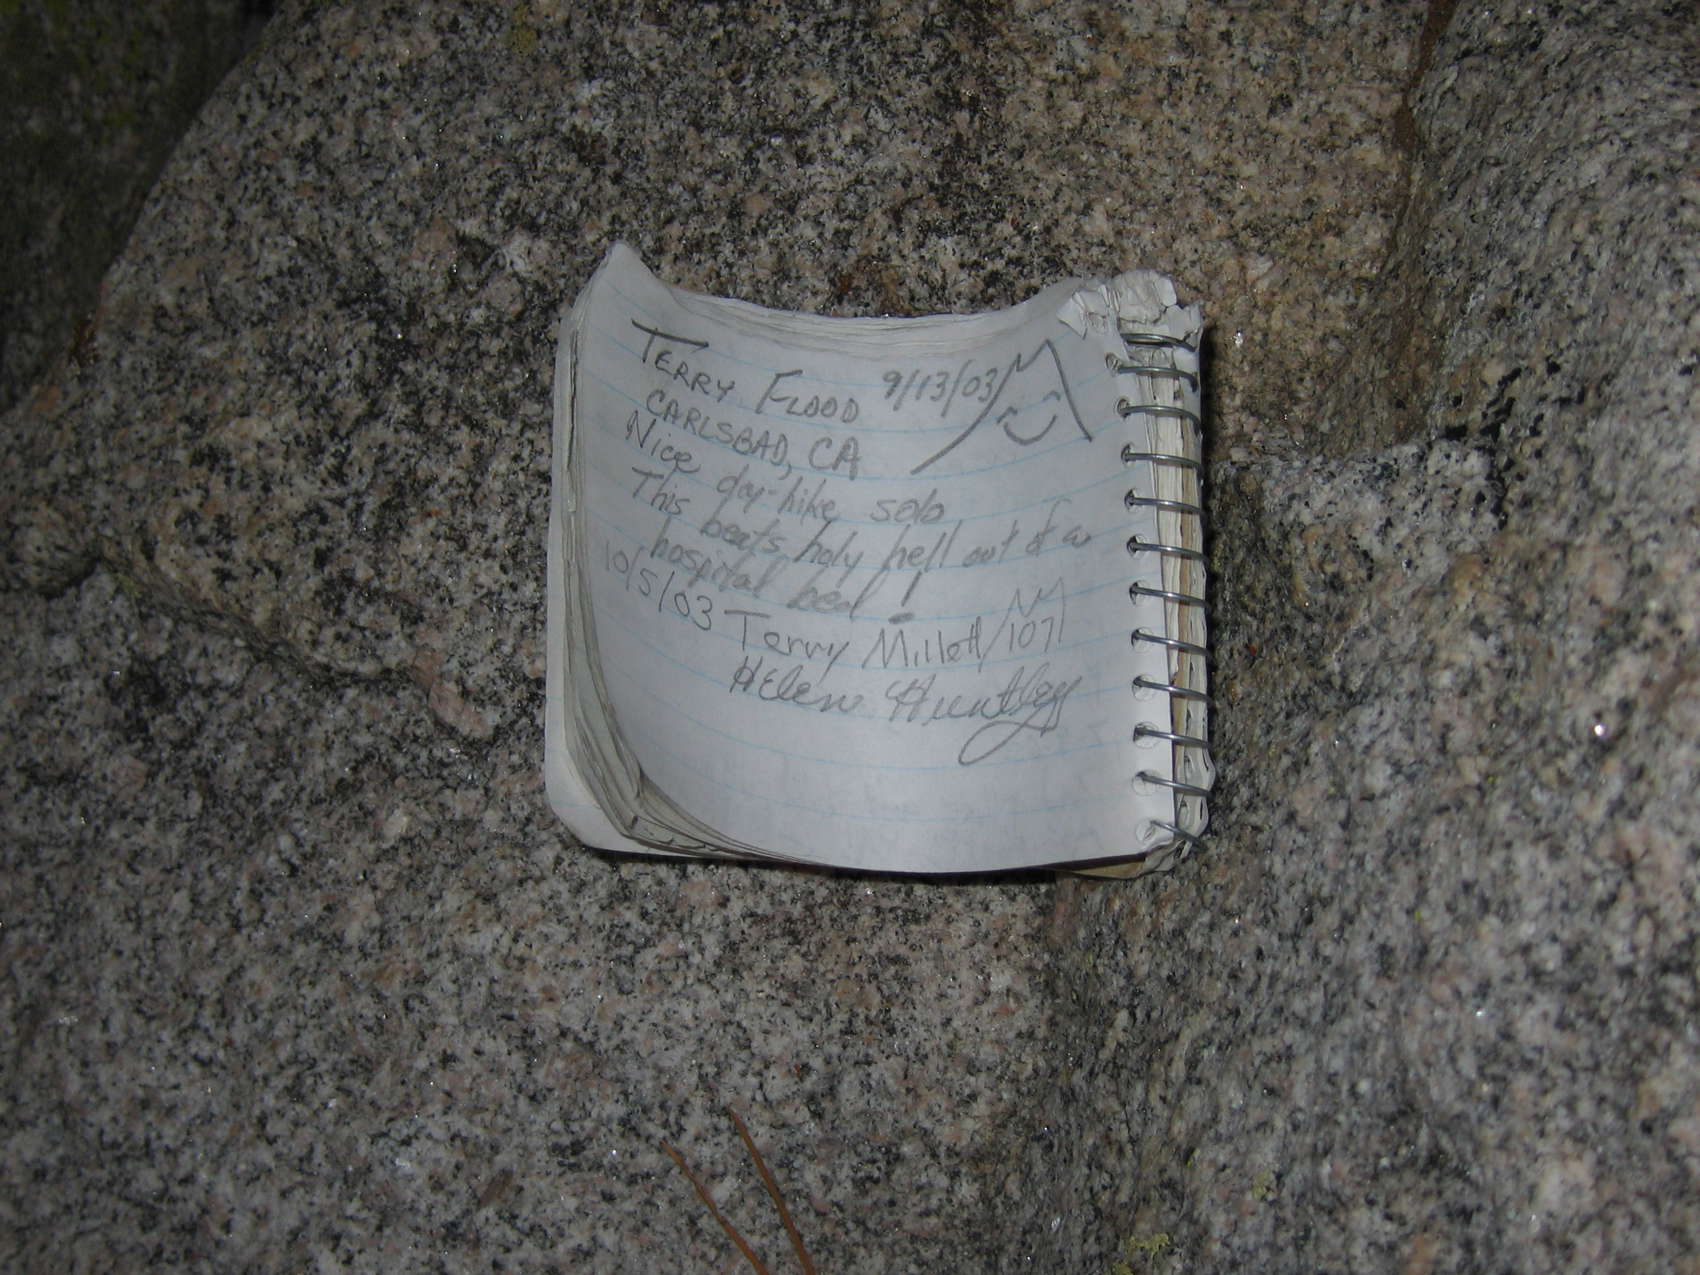 TERRY FLOOD 9/13/03
CARLSBAD, CA
Nice day-hike solo
This beats holy hell out of a
hospital bed!
10/5/03 Terry Millett/107
Helen Huntley